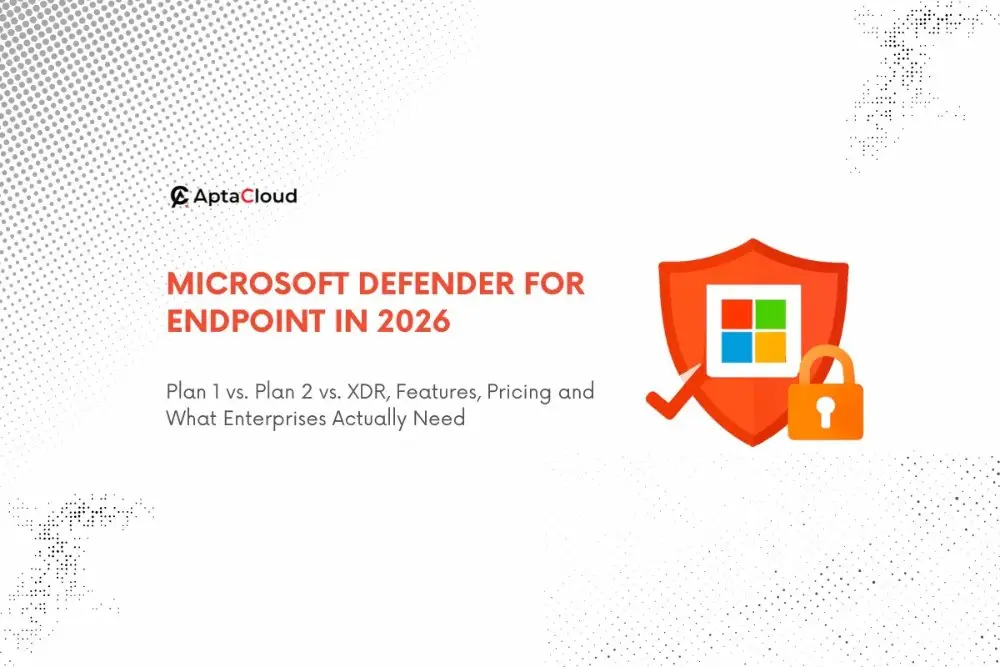 AptaCloud
MICROSOFT DEFENDER FOR
ENDPOINT IN 2026
Plan 1 vs. Plan 2 vs. XDR, Features, Pricing and
What Enterprises Actually Need